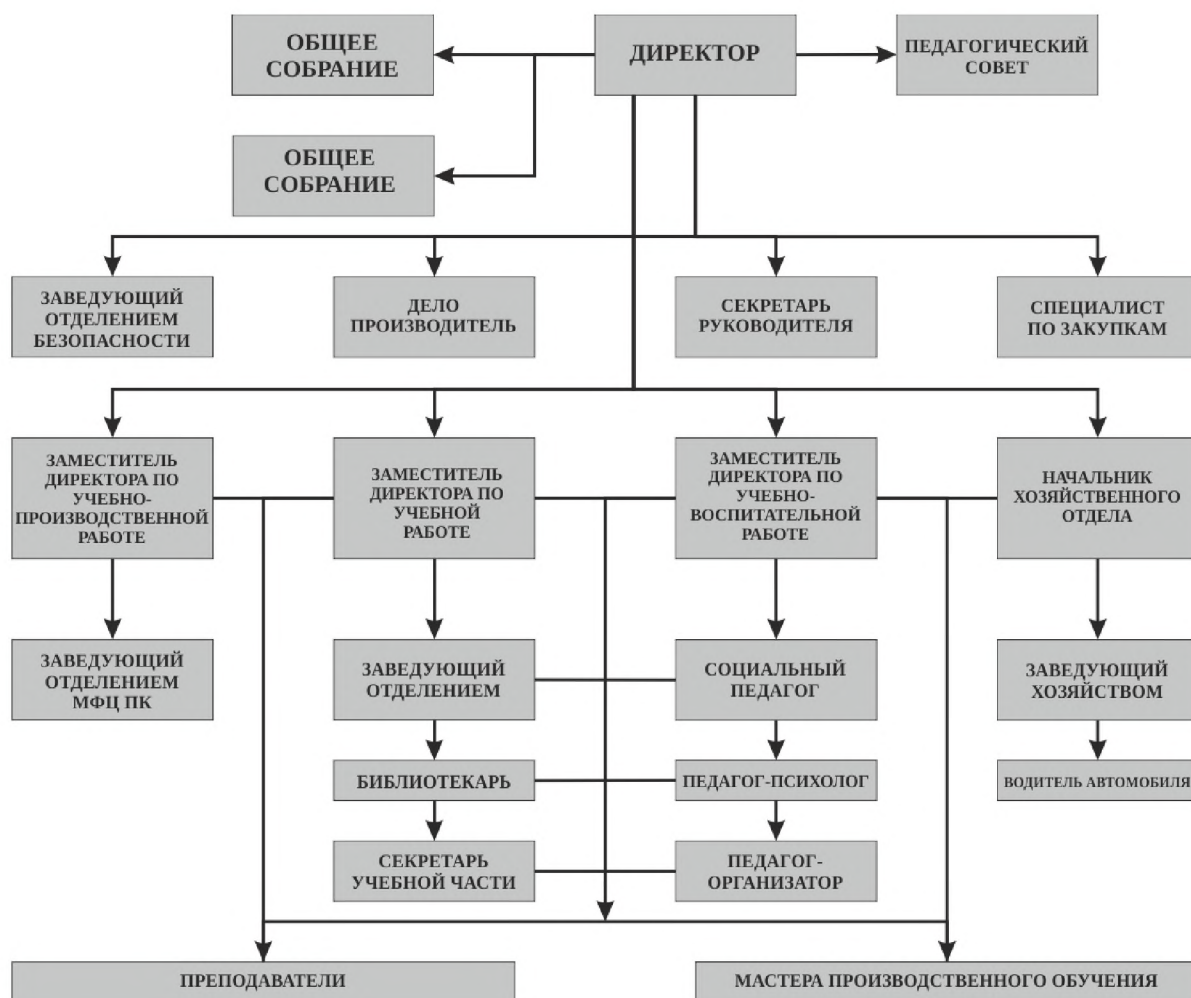 ОБЩЕЕ
СОБРАНИЕ
ДИРЕКТОР
ПЕДАГОГИЧЕСКИЙ
СОВЕТ
ОБЩЕЕ
СОБРАНИЕ
ЗАВЕДУЮЩИЙ
ОТДЕЛЕНИЕМ
БЕЗОПАСНОСТИ
ДЕЛО
ПРОИЗВОДИТЕЛЬ
СЕКРЕТАРЬ
РУКОВОДИТЕЛЯ
СПЕЦИАЛИСТ
ПО ЗАКУПКАМ
ЗАМЕСТИТЕЛЬ
ДИРЕКТОРА ПО
УЧЕБНО-
ПРОИЗВОДСТВЕННОЙ
РАБОТЕ
ЗАМЕСТИТЕЛЬ
ДИРЕКТОРА ПО
УЧЕБНОЙ
РАБОТЕ
ЗАМЕСТИТЕЛЬ
ДИРЕКТОРА ПО
УЧЕБНО-
ВОСПИТАТЕЛЬНОЙ
РАБОТЕ
НАЧАЛЬНИК
ХОЗЯЙСТВЕННОГО
ОТДЕЛА
ЗАВЕДУЮЩИЙ
ОТДЕЛЕНИЕМ
МФЦ ПК
ЗАВЕДУЮЩИЙ
ОТДЕЛЕНИЕМ
СОЦИАЛЬНЫЙ
ПЕДАГОГ
ЗАВЕДУЮЩИЙ
ХОЗЯЙСТВОМ
БИБЛИОТЕКАРЬ
ПЕДАГОГ-ПСИХОЛОГ
ВОДИТЕЛЬ АВТОМОБИЛЯ
СЕКРЕТАРЬ
УЧЕБНОЙ ЧАСТИ
ПЕДАГОГ-
ОРГАНИЗАТОР
ПРЕПОДАВАТЕЛИ
МАСТЕРА ПРОИЗВОДСТВЕННОГО ОБУЧЕНИЯ